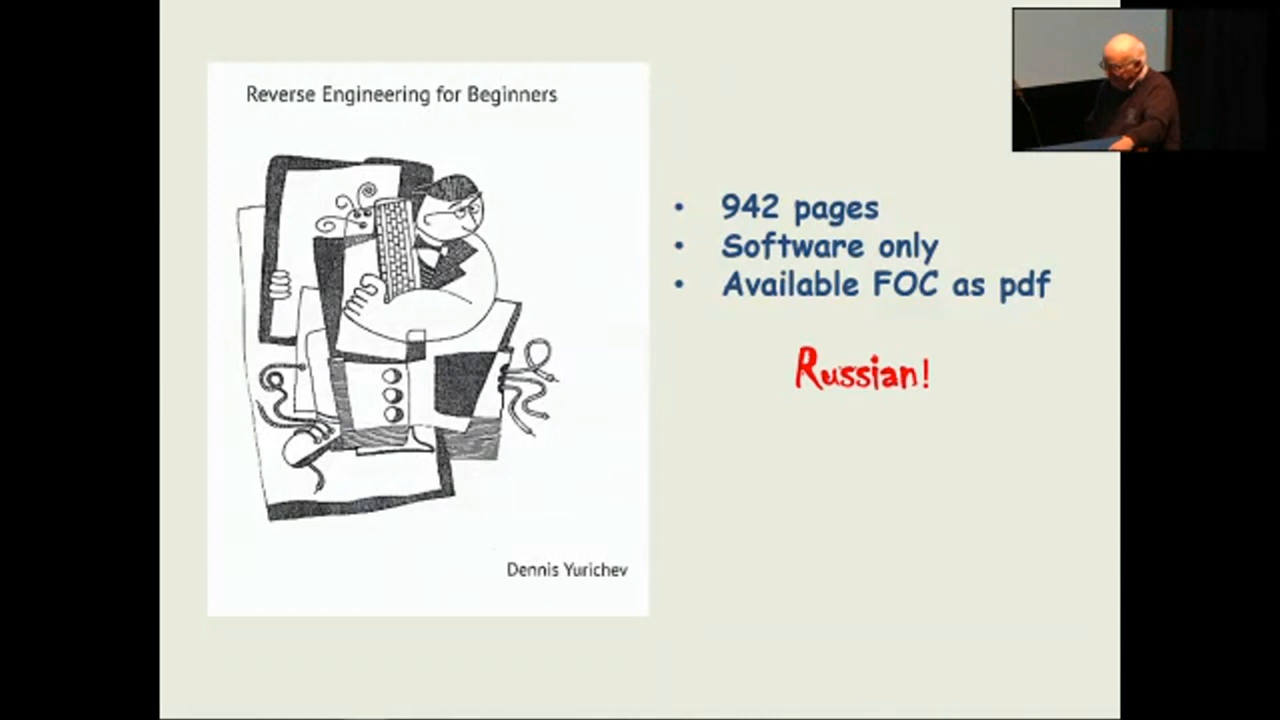 Reverse Engineering for Beginners
Dennis Yurichev
• 942 pages
• Software only
• Available FOC as pdf
Russian!